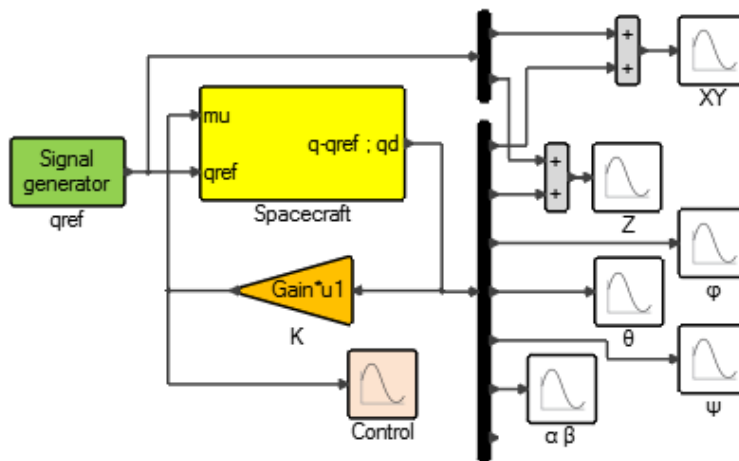 +
+
XY
mu
q-qref ; qd
Signal
generator
qref
qref
Spacecraft
+
+
Z
φ
Gain*u1
K
θ
Control
α β
ψ